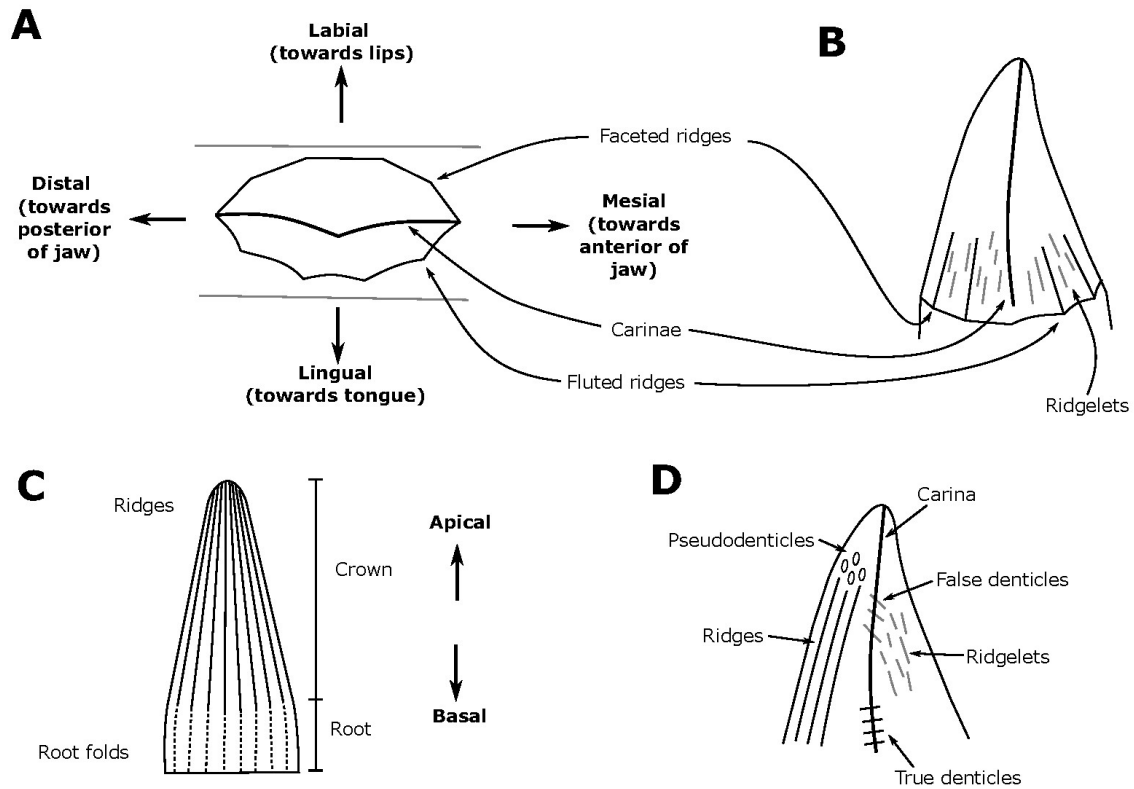 A
Labial
(towards lips)
B
Faceted ridges
Distal
(towards
posterior
of jaw)
Mesial
(towards
anterior of
jaw)
Carinae
Lingual
(towards tongue)
Fluted ridges
Ridgelets
C
Ridges
Crown
Apical
Basal
Root
Root folds
D
Carina
Pseudodenticles
False denticles
Ridges
Ridgelets
True denticles